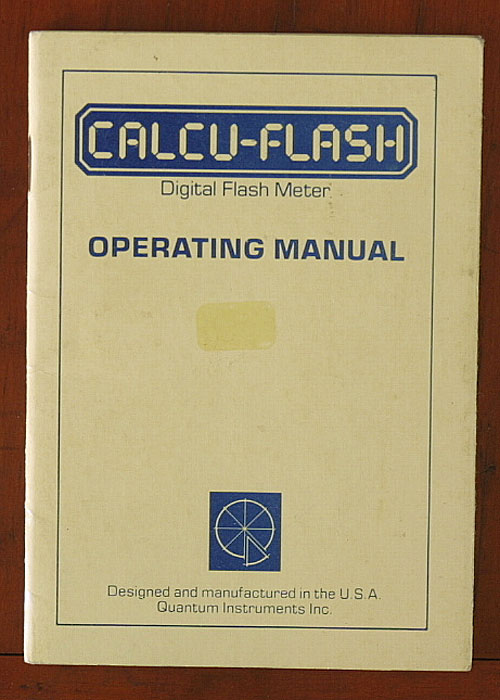 CALCU-FLASH
Digital Flash Meter
OPERATING MANUAL
Designed and manufactured in the U.S.A.
Quantum Instruments Inc.